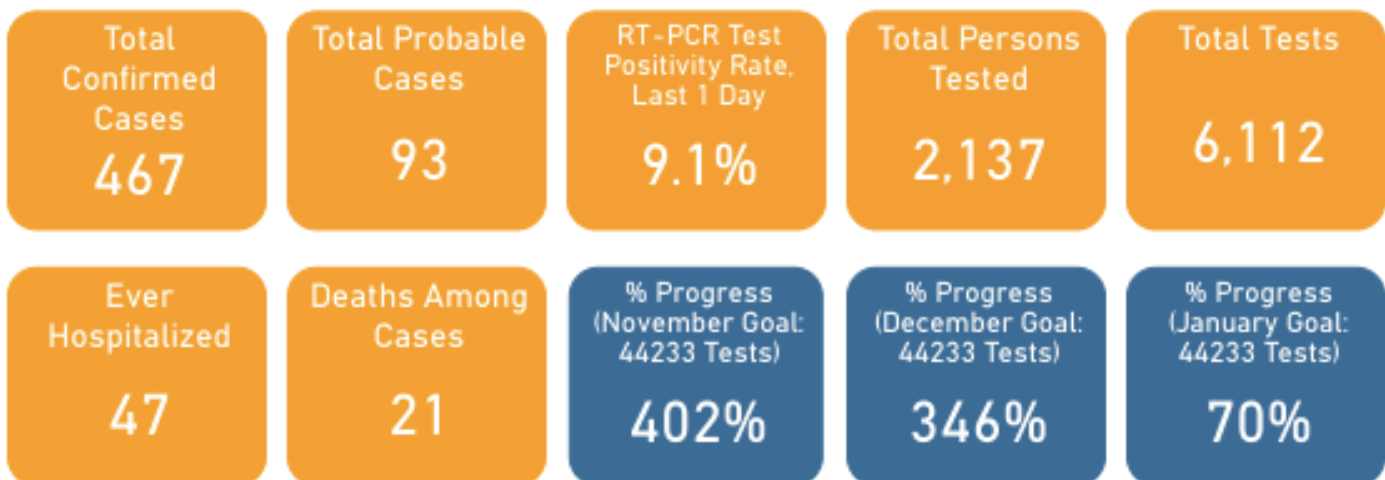 Total
Confirmed
Cases
467
Total Probable
Cases
93
RT-PCR Test
Positivity Rate,
Last 1 Day
9.1%
Total Persons
Tested
2,137
Total Tests
6,112
Ever
Hospitalized
47
Deaths Among
Cases
21
% Progress
(November Goal:
44233 Tests)
402%
% Progress
(December Goal:
44233 Tests)
346%
% Progress
(January Goal:
44233 Tests)
70%